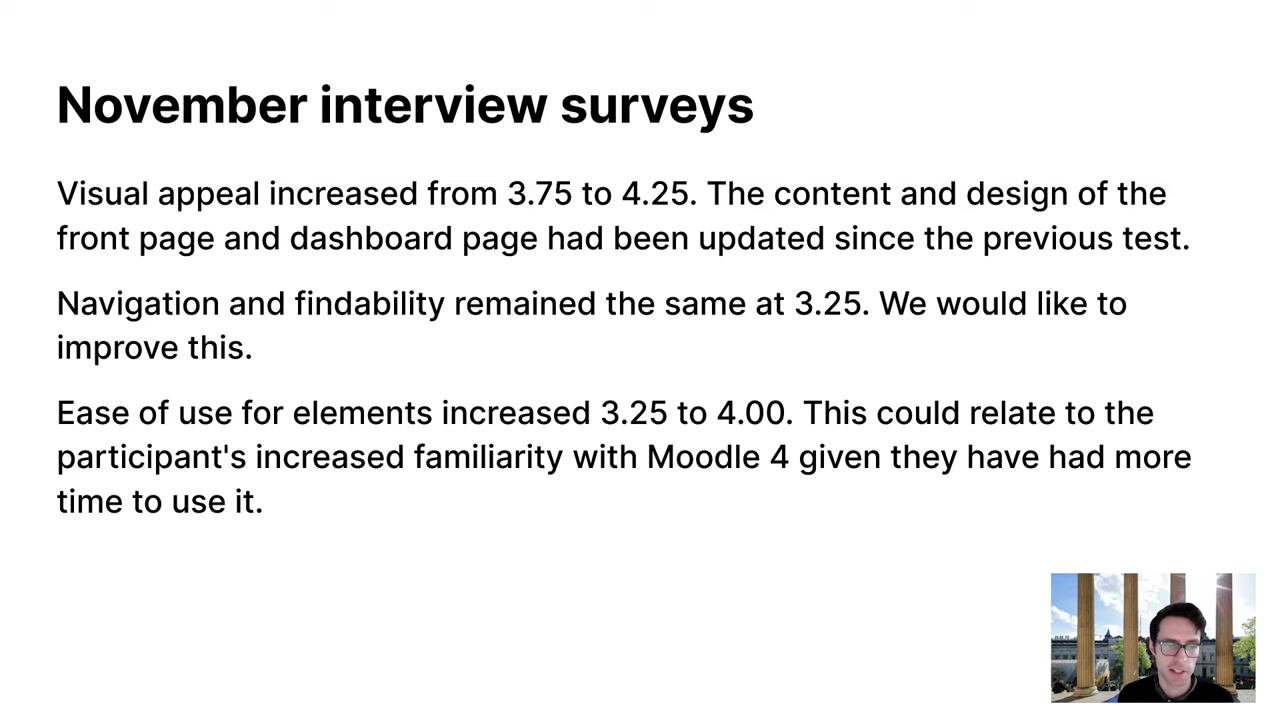 November interview surveys
Visual appeal increased from 3.75 to 4.25. The content and design of the
front page and dashboard page had been updated since the previous test.
Navigation and findability remained the same at 3.25. We would like to
improve this.
Ease of use for elements increased 3.25 to 4.00. This could relate to the
participant's increased familiarity with Moodle 4 given they have had more
time to use it.